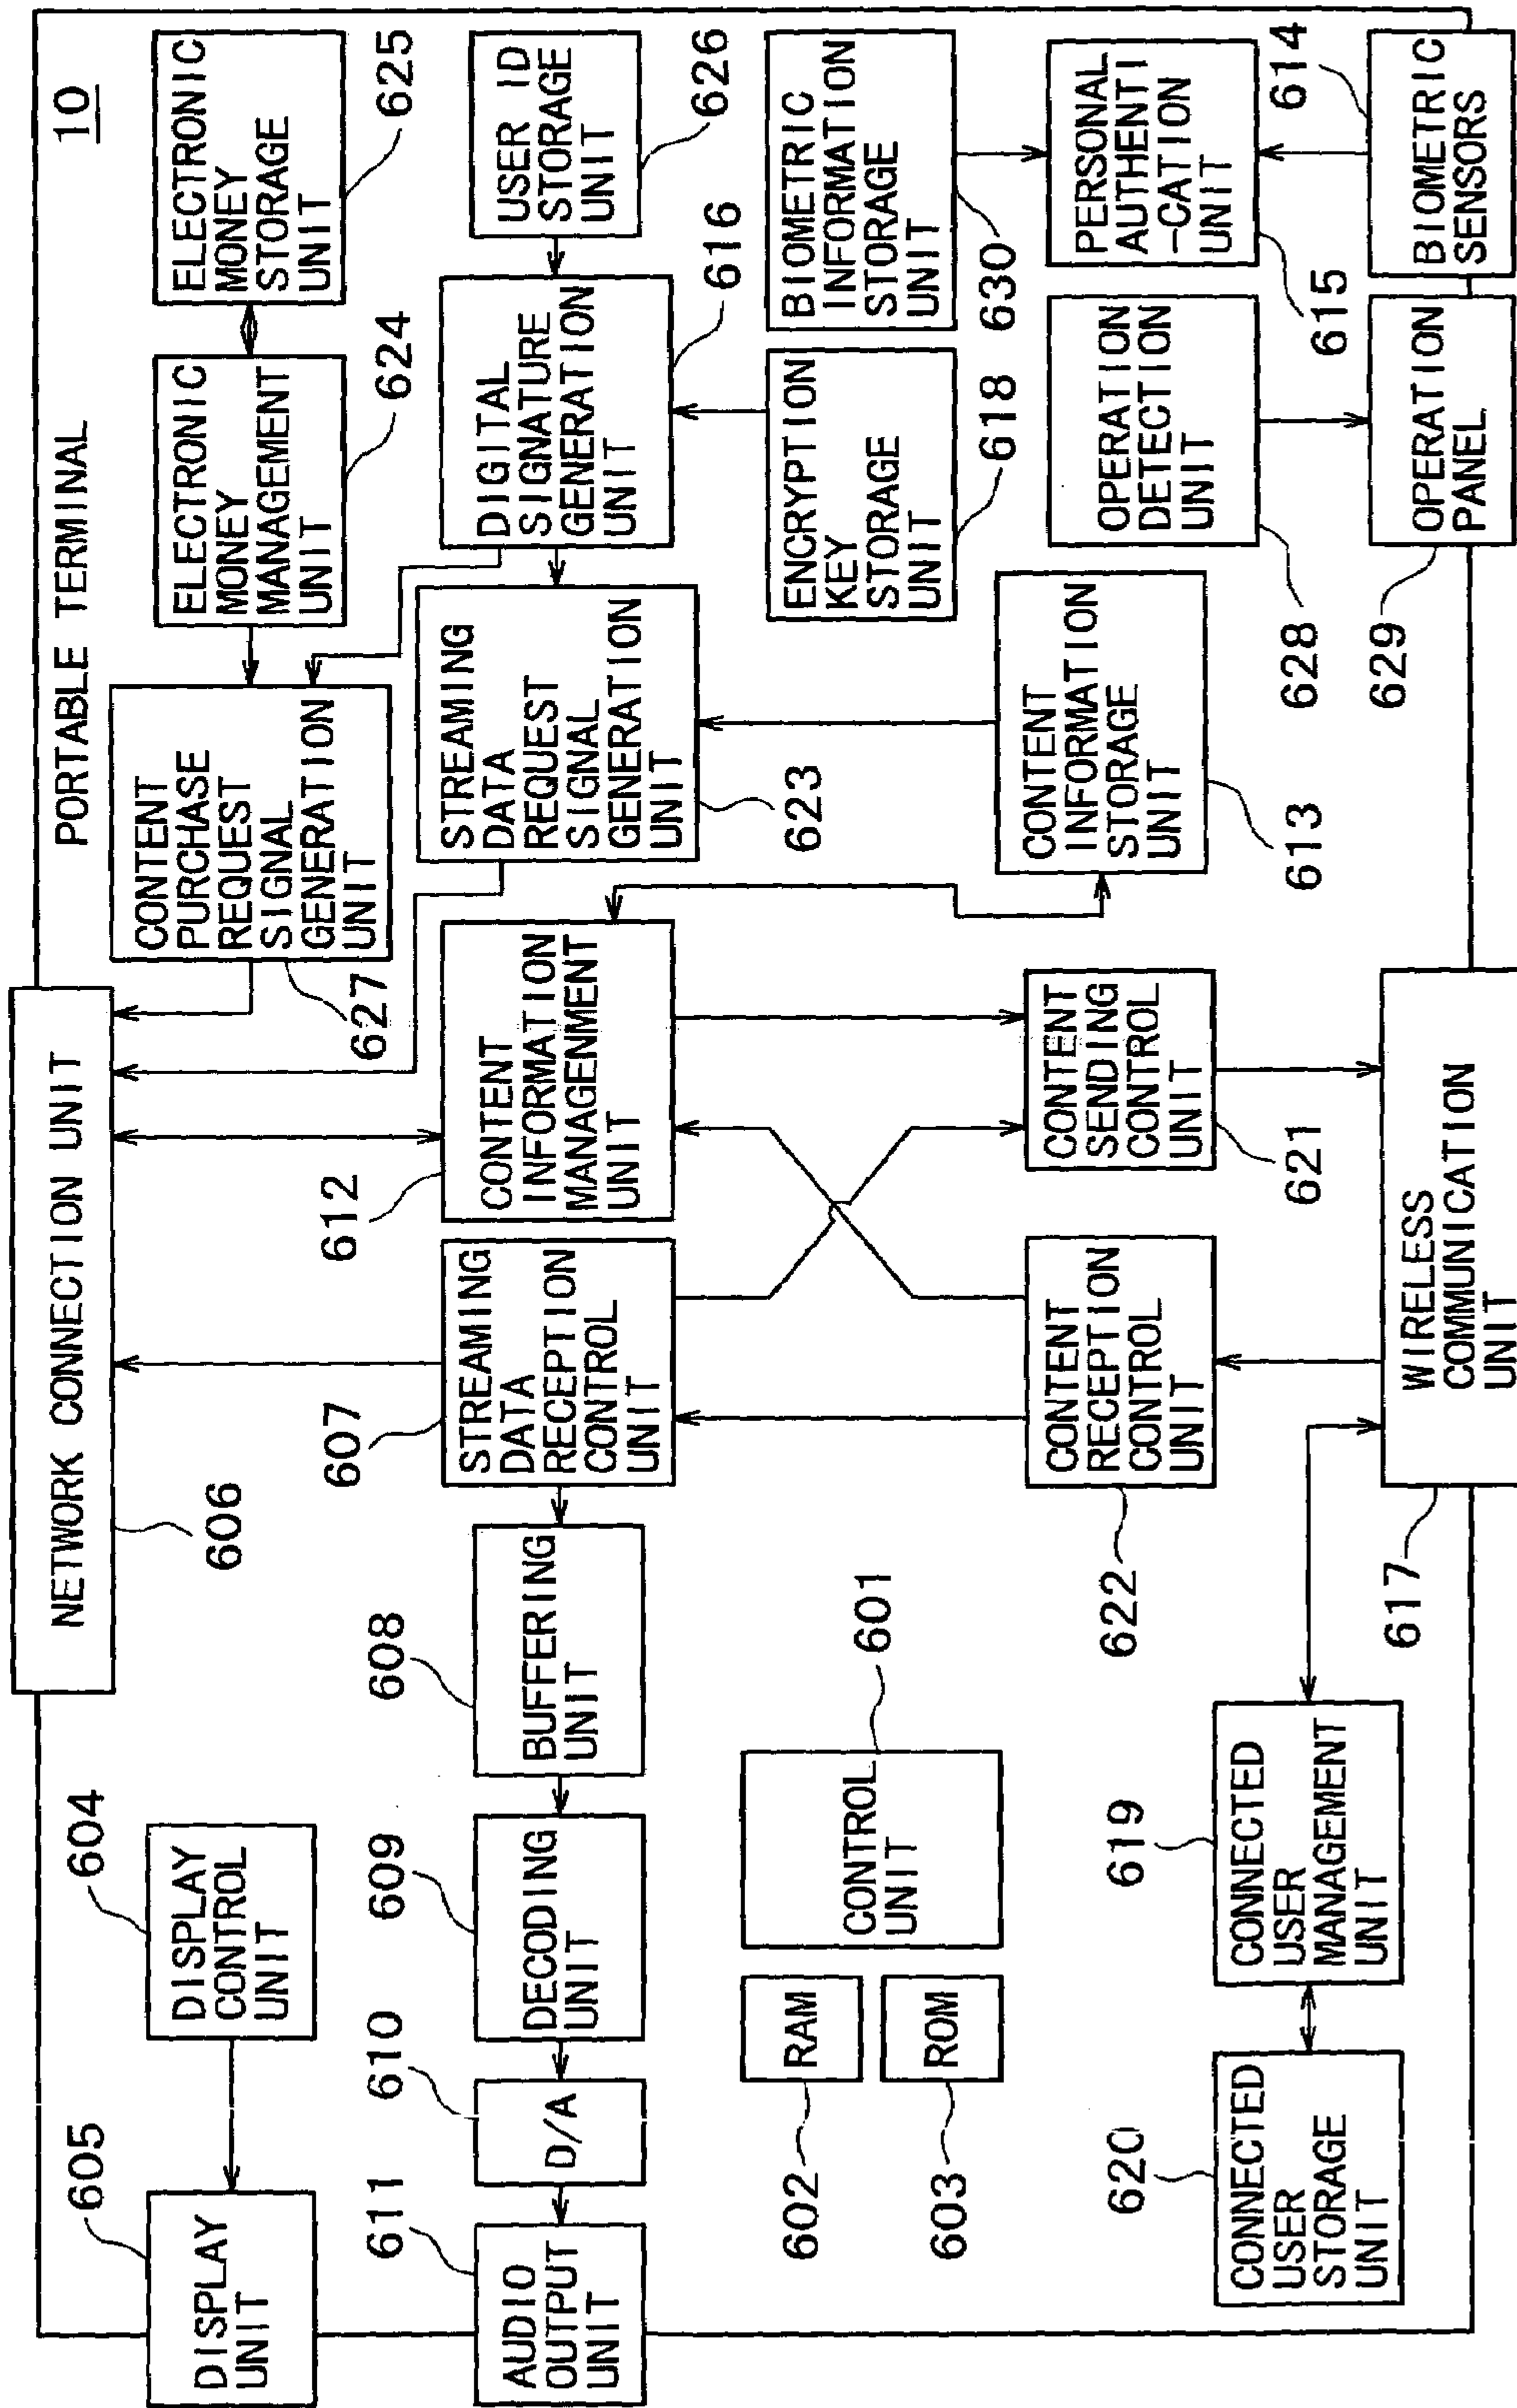 PORTABLE TERMINAL
10
NETWORK CONNECTION UNIT
606
DISPLAY
UNIT
605
DISPLAY
CONTROL
UNIT
604
CONTENT
PURCHASE
REQUEST
SIGNAL
GENERATION
UNIT
627
ELECTRONIC
MONEY
MANAGEMENT
UNIT
624
ELECTRONIC
MONEY
STORAGE
UNIT
625
AUDIO
OUTPUT
UNIT
611
D/A
610
DECODING
UNIT
609
BUFFERING
UNIT
608
STREAMING
DATA
RECEPTION
CONTROL
UNIT
607
CONTENT
INFORMATION
MANAGENMENT
UNIT
612
STREAMING
DATA
REQUEST
SIGNAL
GENERATION
UNIT
623
DIGITAL
SIGNATURE
GENERATION
UNIT
616
USER ID
STORAGE
UNIT
626
RAM
602
ROM
603
CONTROL
UNIT
601
ENCRYPTION
KEY
STORAGE
UNIT
618
BIOMETRIC
INFORMATION
STORAGE
UNIT
630
CONNECTED
USER
STORAGE
UNIT
620
CONNECTED
USER
MANAGEMENT
UNIT
619
CONTENT
RECEPTION
CONTROL
UNIT
622
CONTENT
SENDING
CONTROL
UNIT
621
CONTENT
INFORMATION
STORAGE
UNIT
613
OPERATION
DETECTION
UNIT
628
PERSONAL
AUTHENTI
-CATION
UNIT
615
WIRELESS
COMMUNICATION
UNIT
617
OPERATION
PANEL
629
BIOMETRIC
SENSORS
614